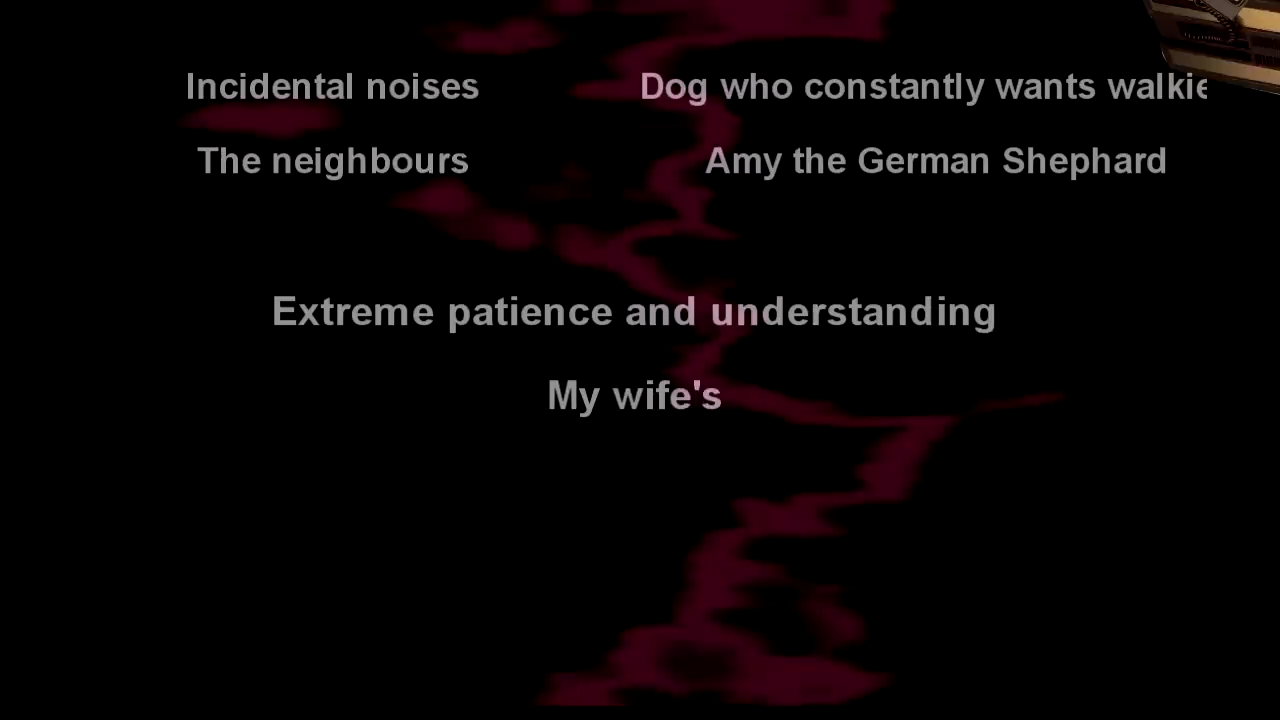 Incidental noises
The neighbours
Dog who constantly wants walkie
Amy the German Shephard
Extreme patience and understanding
My wife's